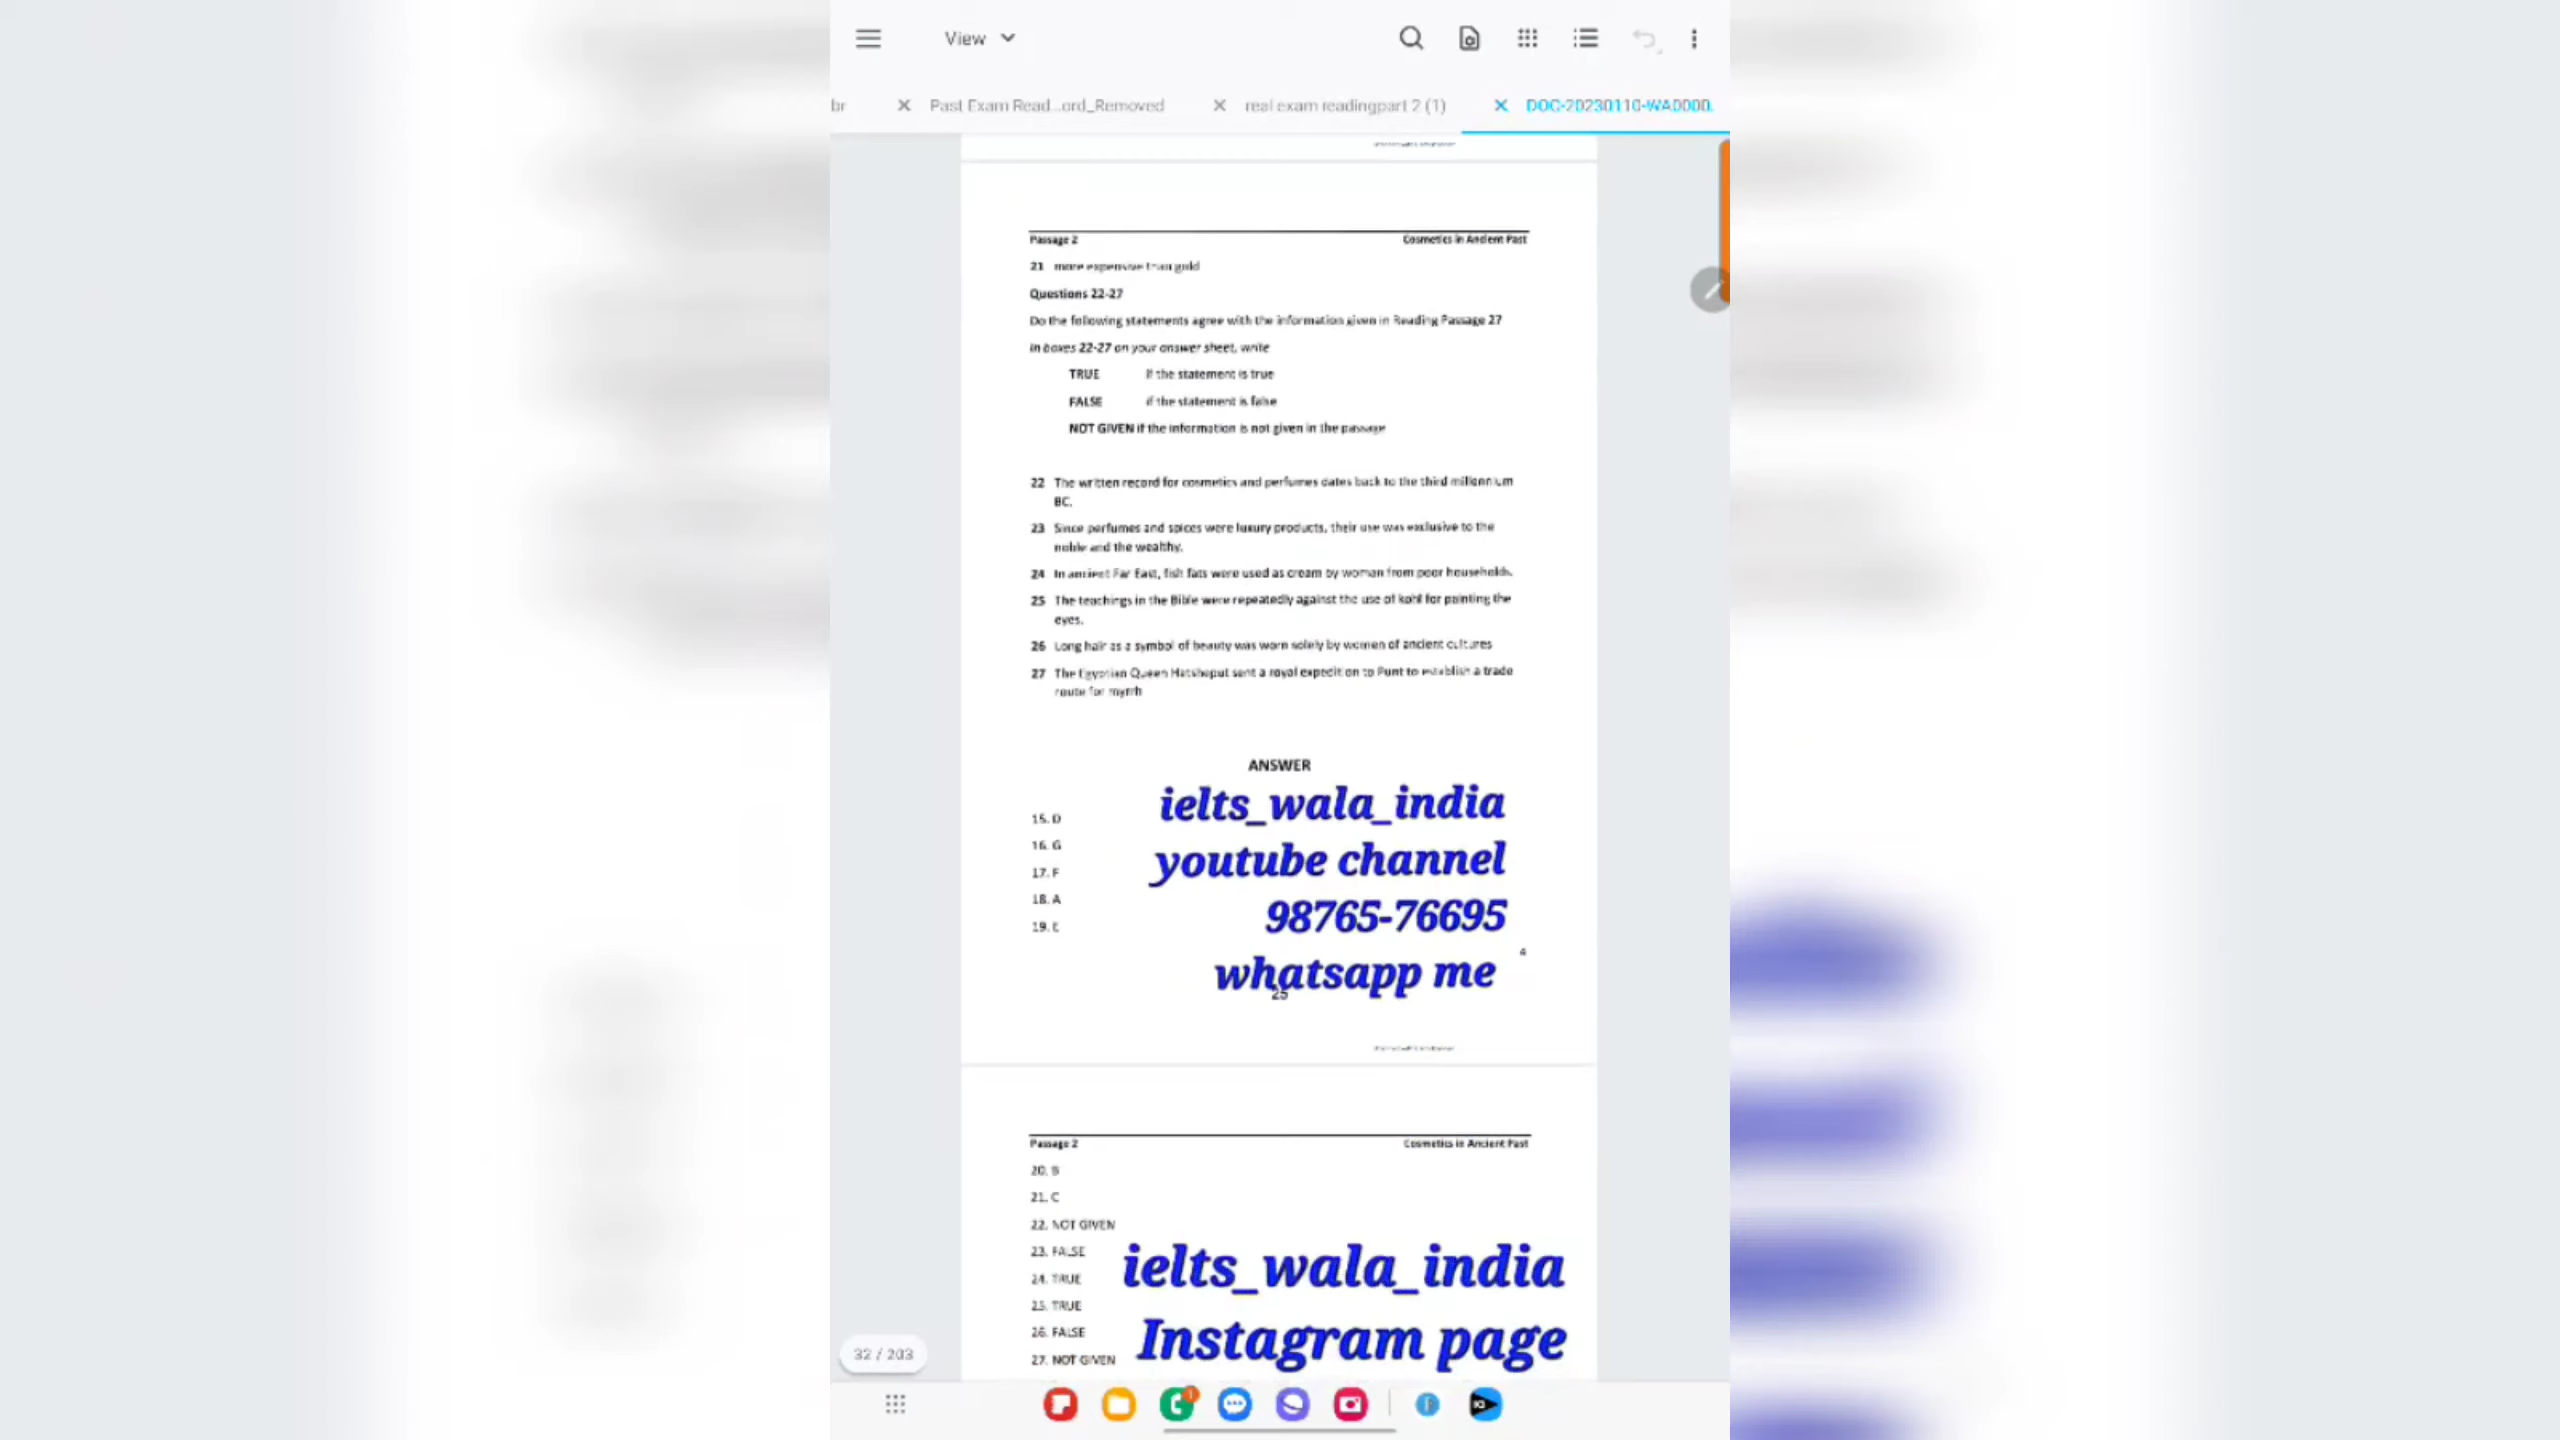 View
br
Past Exam Read...ord_Removed
real exam readingpart 2 (1)
DOC-20230110-WA0000.
Passage 2
Cosmetics in Ancient Past
21 more expensive than gold
Questions 22-27
Do the following statements agree with the information given in Reading Passage 27
In boxes 22-27 on your answer sheet, write
TRUE if the statement is true
FALSE if the statement is false
NOT GIVEN if the information is not given in the passage
22 The written record for cosmetics and perfumes dates back to the third millennium
BC.
23 Since perfumes and spices were luxury products, their use was exclusive to the
noble and the wealthy.
24 In ancient Far East, fish fats were used as cream by woman from poor households.
25 The teachings in the Bible were repeatedly against the use of kohl for painting the
eyes.
26 Long hair as a symbol of beauty was worn solely by women of ancient cultures
27 The Egyptian Queen Hatsheput sent a royal expedition to Punt to establish a trade
route for myrrh
ANSWER
ielts_wala_india
youtube channel
98765-76695
whatsapp me
15. D
16. G
17. F
18. A
19. E
4
25
Passage 2
Cosmetics in Ancient Past
20. B
21. C
22. NOT GIVEN
23. FALSE
24. TRUE
25. TRUE
26. FALSE
27. NOT GIVEN
ielts_wala_india
Instagram page
32 / 203